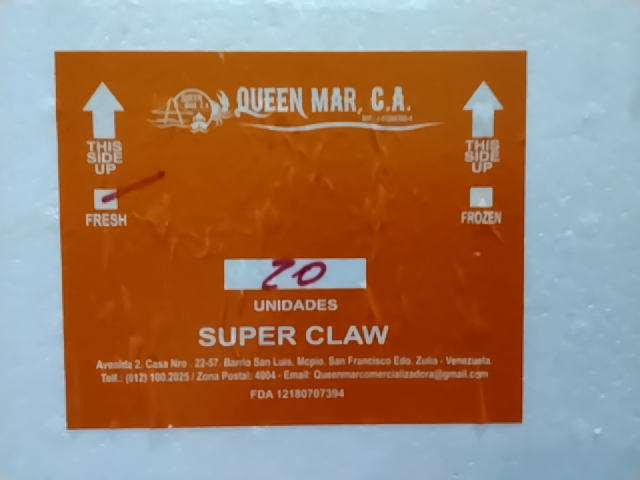 QUEEN MAR, C.A.
THIS SIDE UP
THIS SIDE UP
FRESH
FROZEN
20
UNIDADES
SUPER CLAW
Avenida 2. Casa Nro . 22-57. Barrio San Luis, Mcpio. San Francisco Edo. Zulia - Venezuela.
Telf.: (612) 100.2025 / Zona Postal: 4004 - Email: Queenmarcomercializadora@gmail.com
FDA 12180707394